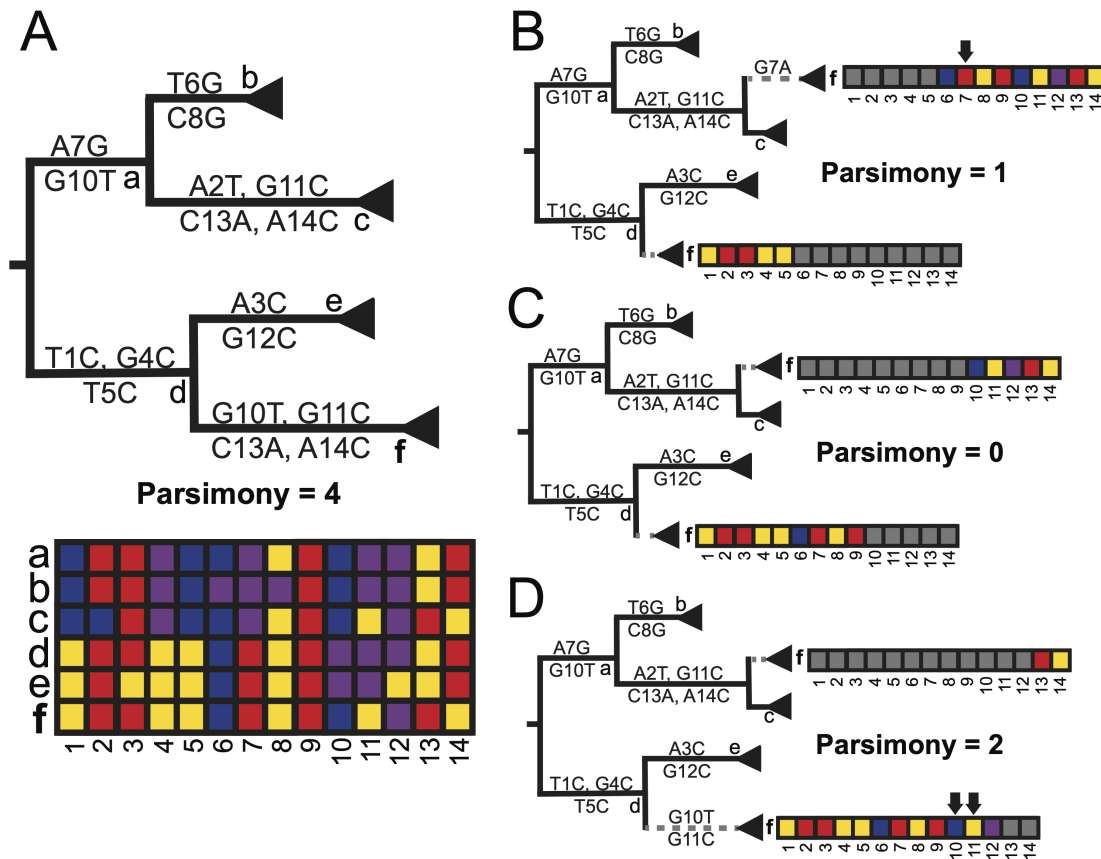 A
T6G b
C8G
A7G
G10T a
A2T, G11C
C13A, A14C c
A3C e
G12C
T1C, G4C
T5C d
G10T, G11C
C13A, A14C f
Parsimony = 4
a
b
c
d
e
f
1 2 3 4 5 6 7 8 9 10 11 12 13 14
B
T6G b
C8G
A7G
G10T a
G7A f
1 2 3 4 5 6 7 8 9 10 11 12 13 14
A2T, G11C
C13A, A14C
c
Parsimony = 1
A3C e
G12C
T1C, G4C
T5C d
f
1 2 3 4 5 6 7 8 9 10 11 12 13 14
C
T6G b
C8G
A7G
G10T a
f
1 2 3 4 5 6 7 8 9 10 11 12 13 14
A2T, G11C
C13A, A14C
c
Parsimony = 0
A3C e
G12C
T1C, G4C
T5C d
f
1 2 3 4 5 6 7 8 9 10 11 12 13 14
D
T6G b
C8G
A7G
G10T a
f
1 2 3 4 5 6 7 8 9 10 11 12 13 14
A2T, G11C
C13A, A14C
c
Parsimony = 2
A3C e
G12C
T1C, G4C
T5C d
G10T
G11C
f
1 2 3 4 5 6 7 8 9 10 11 12 13 14